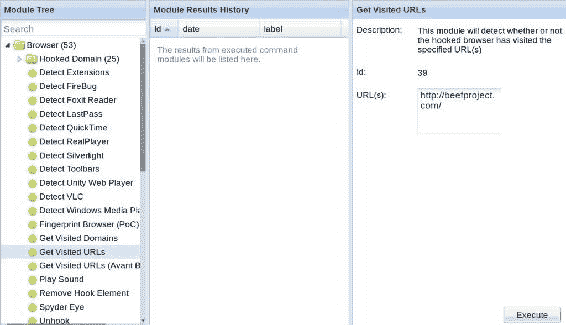 Module Tree
Search
Browser (53)
Hooked Domain (25)
Detect Extensions
Detect FireBug
Detect Foxit Reader
Detect LastPass
Detect QuickTime
Detect RealPlayer
Detect Silverlight
Detect Toolbars
Detect Unity Web Player
Detect VLC
Detect Windows Media Pla
Fingerprint Browser (PoC)
Get Visited Domains
Get Visited URLs
Get Visited URLs (Avant B
Play Sound
Remove Hook Element
Spyder Eye
Unhook
Module Results History
id date label
The results from executed command
modules will be listed here.
Get Visited URLs
Description: This module will detect whether or not
the hooked browser has visited the
specified URL(s)
Id: 39
URL(s): http://beefproject.
com/
Execute